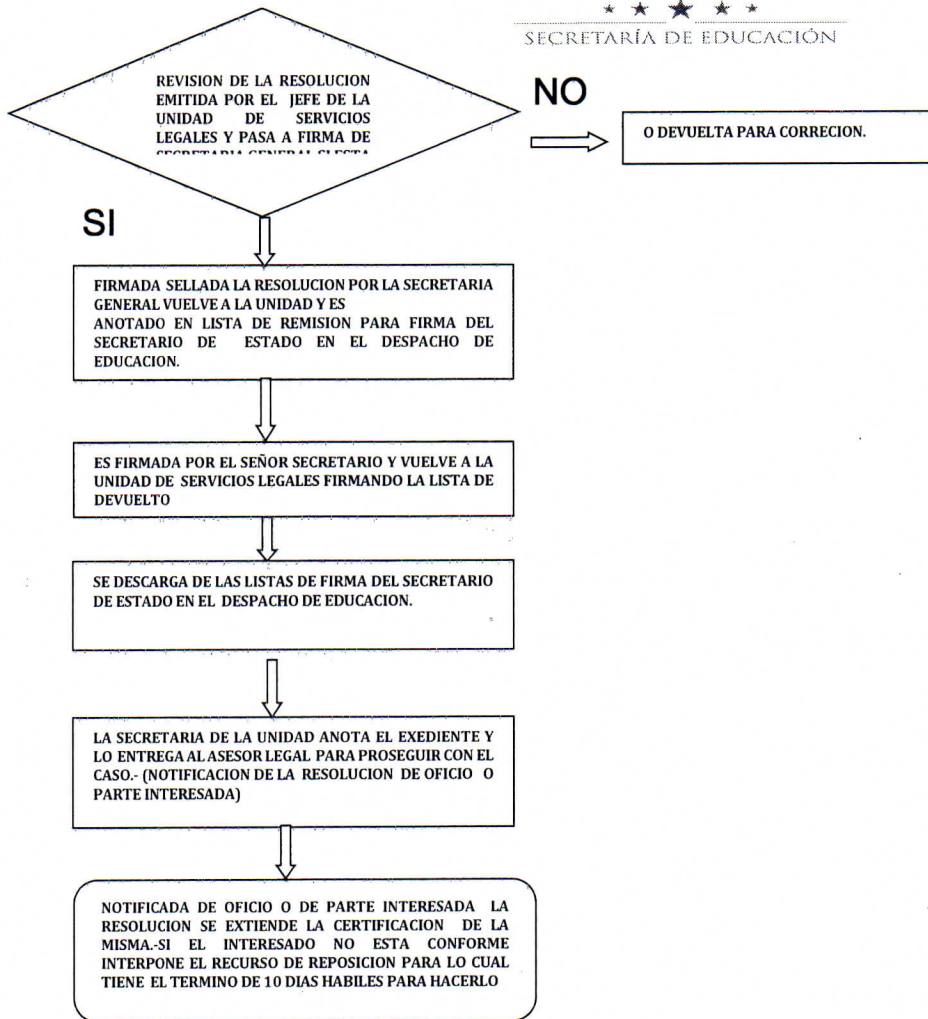 SECRETARÍA DE EDUCACIÓN
REVISION DE LA RESOLUCION
EMITIDA POR EL JEFE DE LA
UNIDAD DE SERVICIOS
LEGALES Y PASA A FIRMA DE
SECRETARIA GENERAL SI ESTA
NO
O DEVUELTA PARA CORRECION.
SI
FIRMADA SELLADA LA RESOLUCION POR LA SECRETARIA
GENERAL VUELVE A LA UNIDAD Y ES
ANOTADO EN LISTA DE REMISION PARA FIRMA DEL
SECRETARIO DE ESTADO EN EL DESPACHO DE
EDUCACION.
ES FIRMADA POR EL SEÑOR SECRETARIO Y VUELVE A LA
UNIDAD DE SERVICIOS LEGALES FIRMANDO LA LISTA DE
DEVUELTO
SE DESCARGA DE LAS LISTAS DE FIRMA DEL SECRETARIO
DE ESTADO EN EL DESPACHO DE EDUCACION.
LA SECRETARIA DE LA UNIDAD ANOTA EL EXEDIENTE Y
LO ENTREGA AL ASESOR LEGAL PARA PROSEGUIR CON EL
CASO.- (NOTIFICACION DE LA RESOLUCION DE OFICIO O
PARTE INTERESADA)
NOTIFICADA DE OFICIO O DE PARTE INTERESADA LA
RESOLUCION SE EXTIENDE LA CERTIFICACION DE LA
MISMA.-SI EL INTERESADO NO ESTA CONFORME
INTERPONE EL RECURSO DE REPOSICION PARA LO CUAL
TIENE EL TERMINO DE 10 DIAS HABILES PARA HACERLO